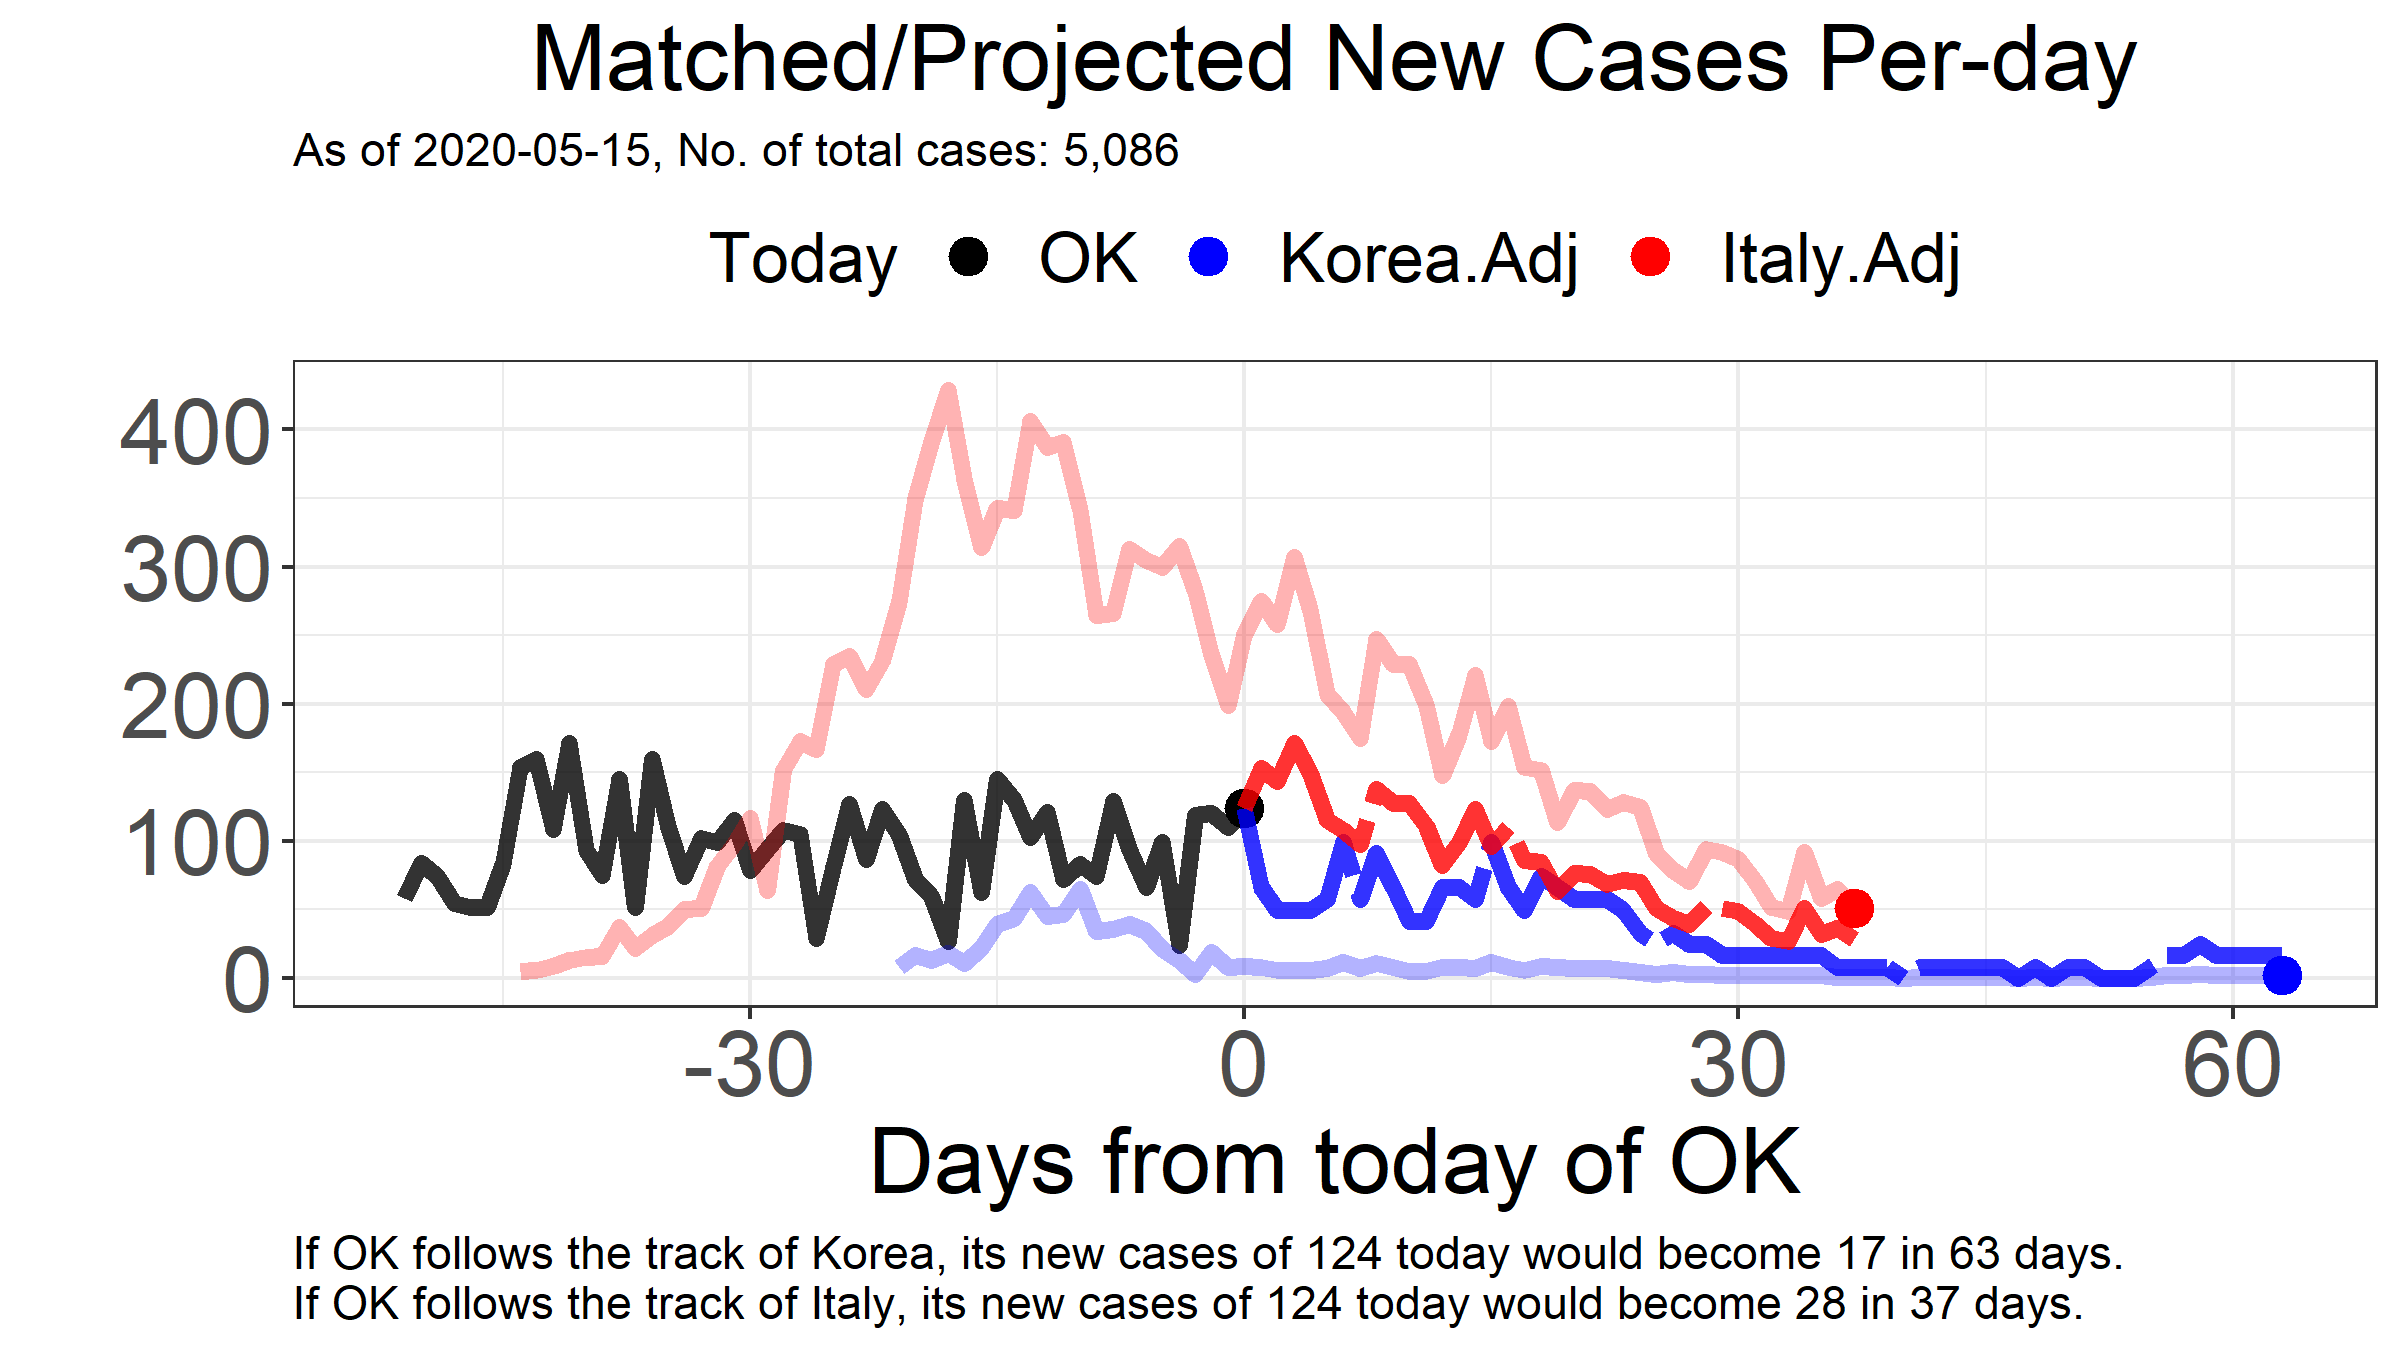 Matched/Projected New Cases Per-day
As of 2020-05-15, No. of total cases: 5,086
Today OK Korea.Adj Italy.Adj
400
300
200
100
0
-30 0 30 60
Days from today of OK
If OK follows the track of Korea, its new cases of 124 today would become 17 in 63 days.
If OK follows the track of Italy, its new cases of 124 today would become 28 in 37 days.